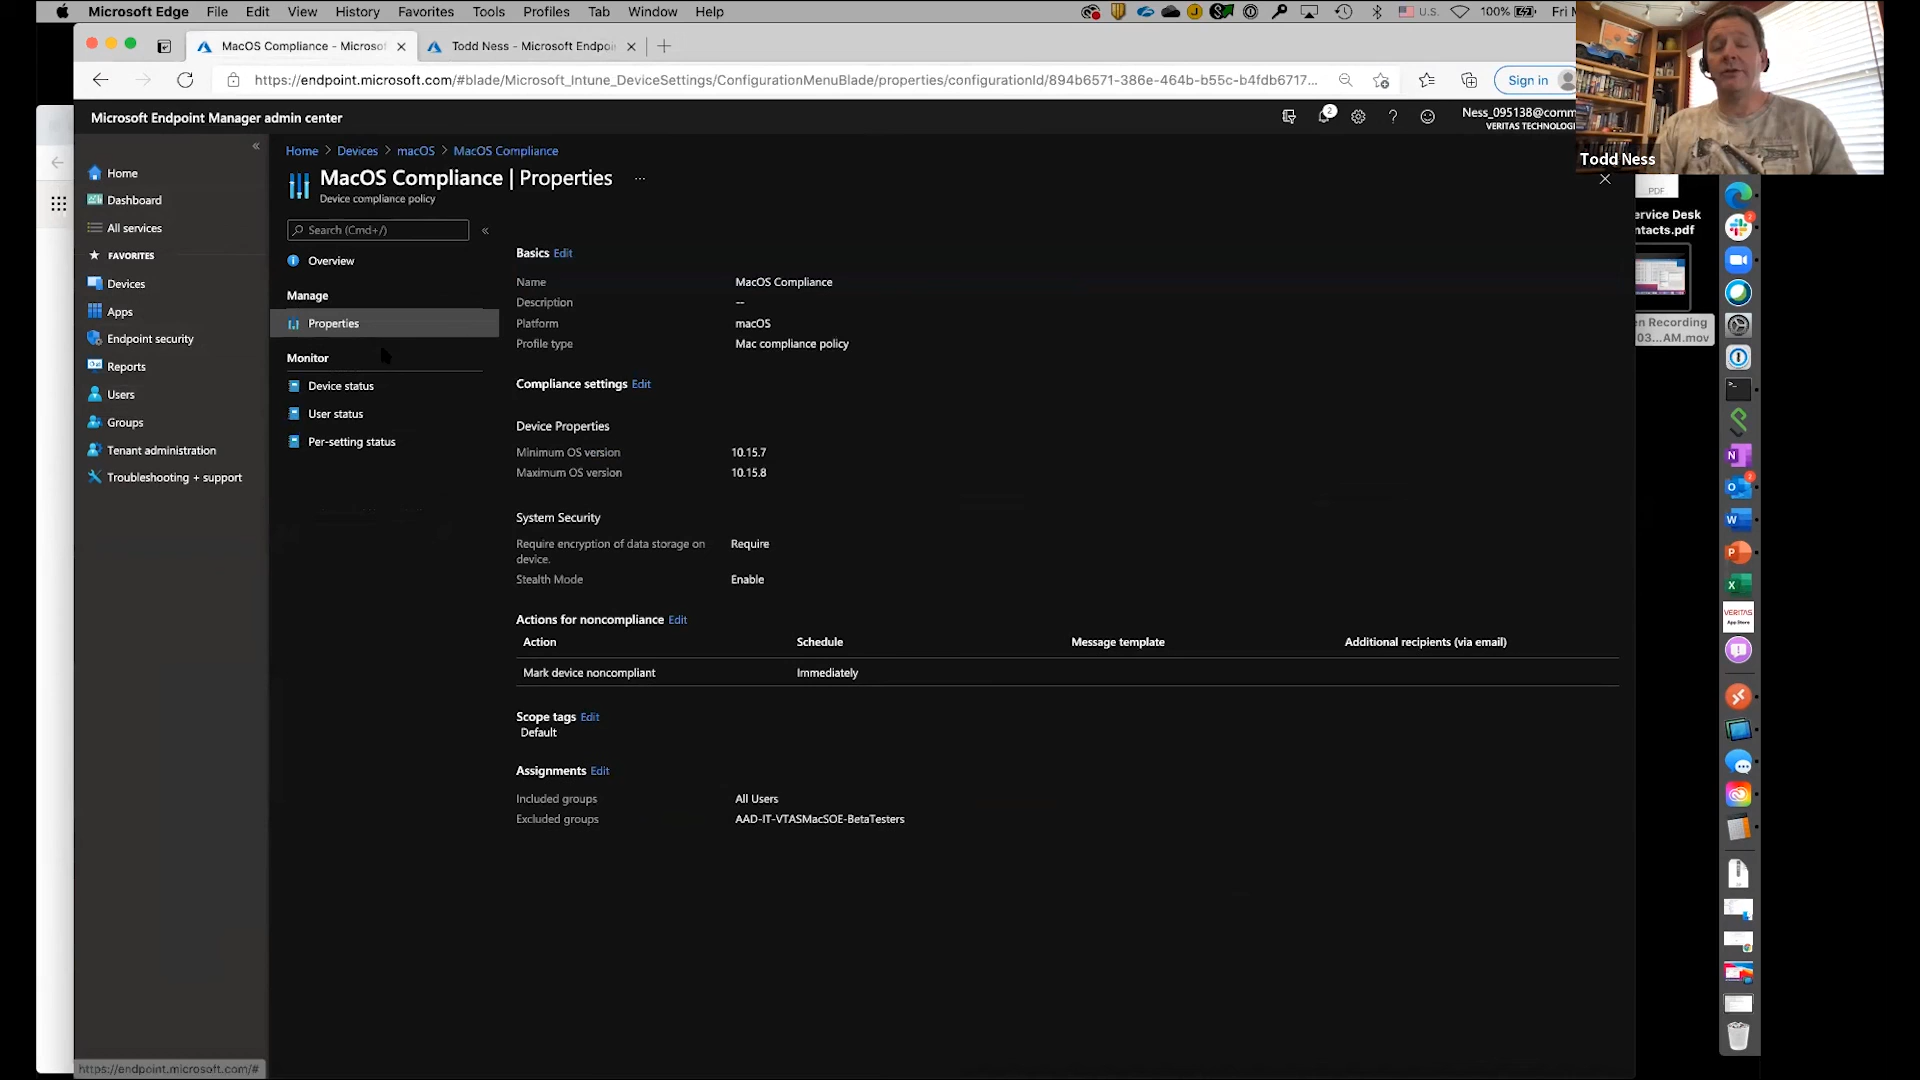 Microsoft Edge File Edit View History Favorites Tools Profiles Tab Window Help
U.S. 100% Fri
MacOS Compliance - Microsof
Todd Ness - Microsoft Endpoin
https://endpoint.microsoft.com/#blade/Microsoft_Intune_DeviceSettings/ConfigurationMenuBlade/properties/configurationId/894b6571-386e-464b-b55c-b4fdb6717...
Sign in
Microsoft Endpoint Manager admin center
2
Ness_095138@comm
VERITAS TECHNOLOGI
Todd Ness
Home
Dashboard
All services
FAVORITES
Devices
Apps
Endpoint security
Reports
Users
Groups
Tenant administration
Troubleshooting + support
Home > Devices > macOS > MacOS Compliance
MacOS Compliance | Properties ...
Device compliance policy
Search (Cmd+/)
Overview
Manage
Properties
Monitor
Device status
User status
Per-setting status
Basics Edit
Name MacOS Compliance
Description --
Platform macOS
Profile type Mac compliance policy
Compliance settings Edit
Device Properties
Minimum OS version 10.15.7
Maximum OS version 10.15.8
System Security
Require encryption of data storage on
device. Require
Stealth Mode Enable
Actions for noncompliance Edit
Action Schedule Message template Additional recipients (via email)
Mark device noncompliant Immediately
Scope tags Edit
Default
Assignments Edit
Included groups All Users
Excluded groups AAD-IT-VTASMacSOE-BetaTesters
PDF
ervice Desk
ntacts.pdf
en Recording
03...AM.mov
VERITAS
App Store
https://endpoint.microsoft.com/#